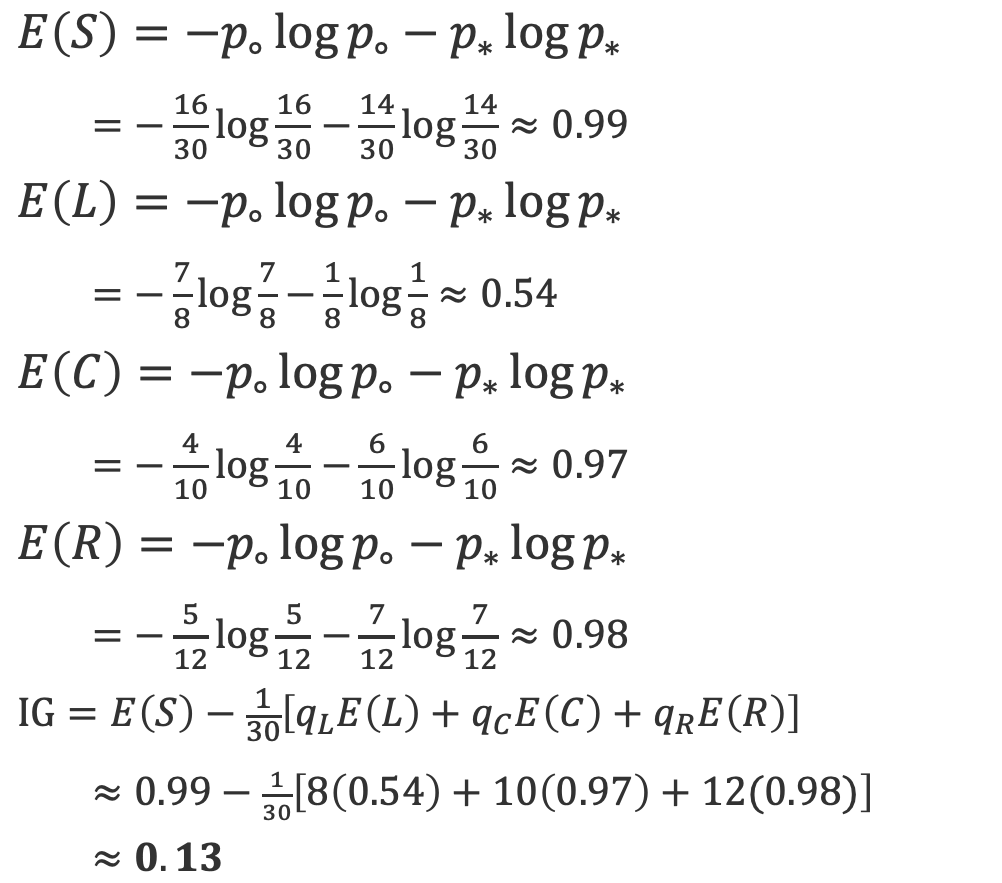 E(S) = −p∘ log p∘ − p∗ log p∗
= − 16/30 log 16/30 − 14/30 log 14/30 ≈ 0.99
E(L) = −p∘ log p∘ − p∗ log p∗
= − 7/8 log 7/8 − 1/8 log 1/8 ≈ 0.54
E(C) = −p∘ log p∘ − p∗ log p∗
= − 4/10 log 4/10 − 6/10 log 6/10 ≈ 0.97
E(R) = −p∘ log p∘ − p∗ log p∗
= − 5/12 log 5/12 − 7/12 log 7/12 ≈ 0.98
IG = E(S) − 1/30 [q_L E(L) + q_C E(C) + q_R E(R)]
≈ 0.99 − 1/30 [8(0.54) + 10(0.97) + 12(0.98)]
≈ 0.13